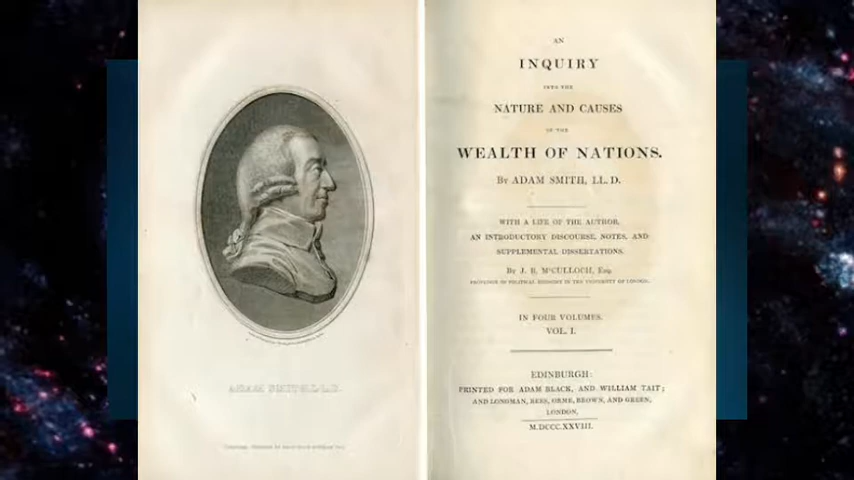 ADAM SMITH L.L.D.
AN
INQUIRY
INTO THE
NATURE AND CAUSES
OF THE
WEALTH OF NATIONS.
By ADAM SMITH, LL. D.
WITH A LIFE OF THE AUTHOR,
AN INTRODUCTORY DISCOURSE, NOTES, AND
SUPPLEMENTAL DISSERTATIONS.
By J. R. M'CULLOCH, Esq.
PROFESSOR OF POLITICAL ECONOMY IN THE UNIVERSITY OF LONDON.
IN FOUR VOLUMES.
VOL. I.
EDINBURGH:
PRINTED FOR ADAM BLACK, AND WILLIAM TAIT;
AND LONGMAN, REES, ORME, BROWN, AND GREEN,
LONDON,
M.DCCC.XXVIII.